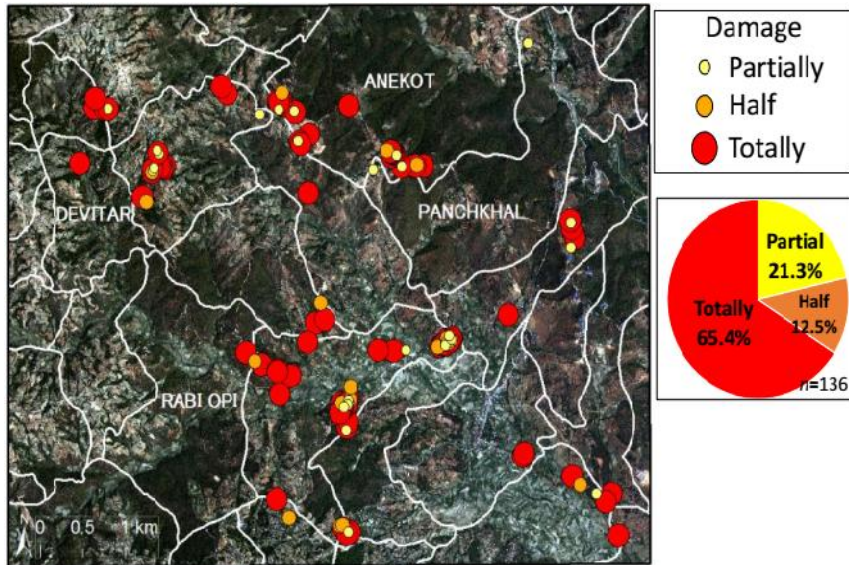 ANEKOT
DEVITAR
PANCHKHAL
RABI OPI
0 0.5 1 km
N
Damage
Partially
Half
Totally
Partial
21.3%
Half
12.5%
Totally
65.4%
n=136